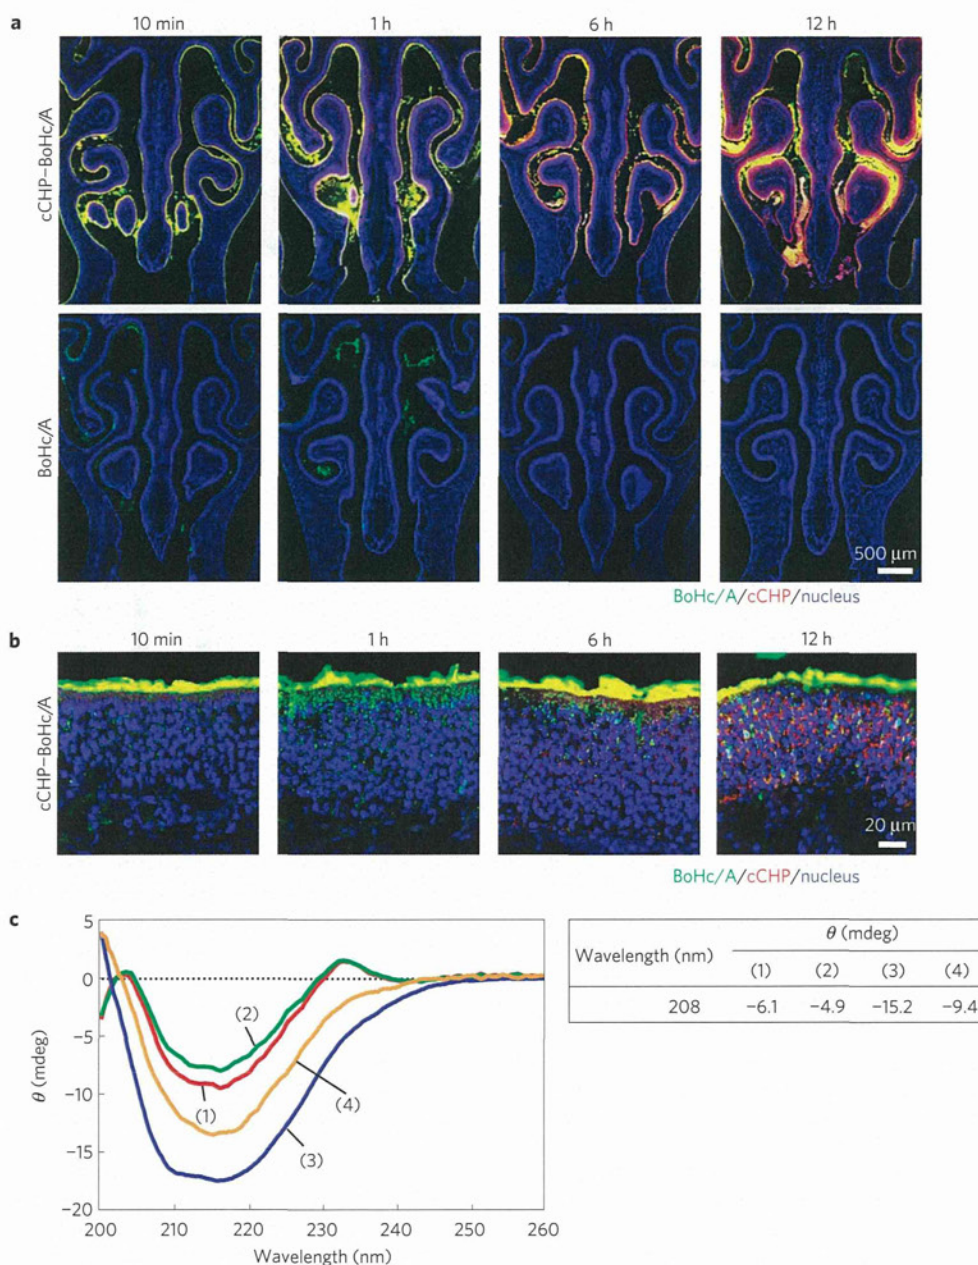 a
10 min 1 h 6 h 12 h
cCHP–BoHc/A
BoHc/A
500 μm
BoHc/A/cCHP/nucleus
b
10 min 1 h 6 h 12 h
cCHP–BoHc/A
20 μm
BoHc/A/cCHP/nucleus
c
5
0
−5
−10
−15
−20
θ (mdeg)
(2)
(1)
(4)
(3)
200 210 220 230 240 250 260
Wavelength (nm)
θ (mdeg)
Wavelength (nm)
(1) (2) (3) (4)
208 −6.1 −4.9 −15.2 −9.4